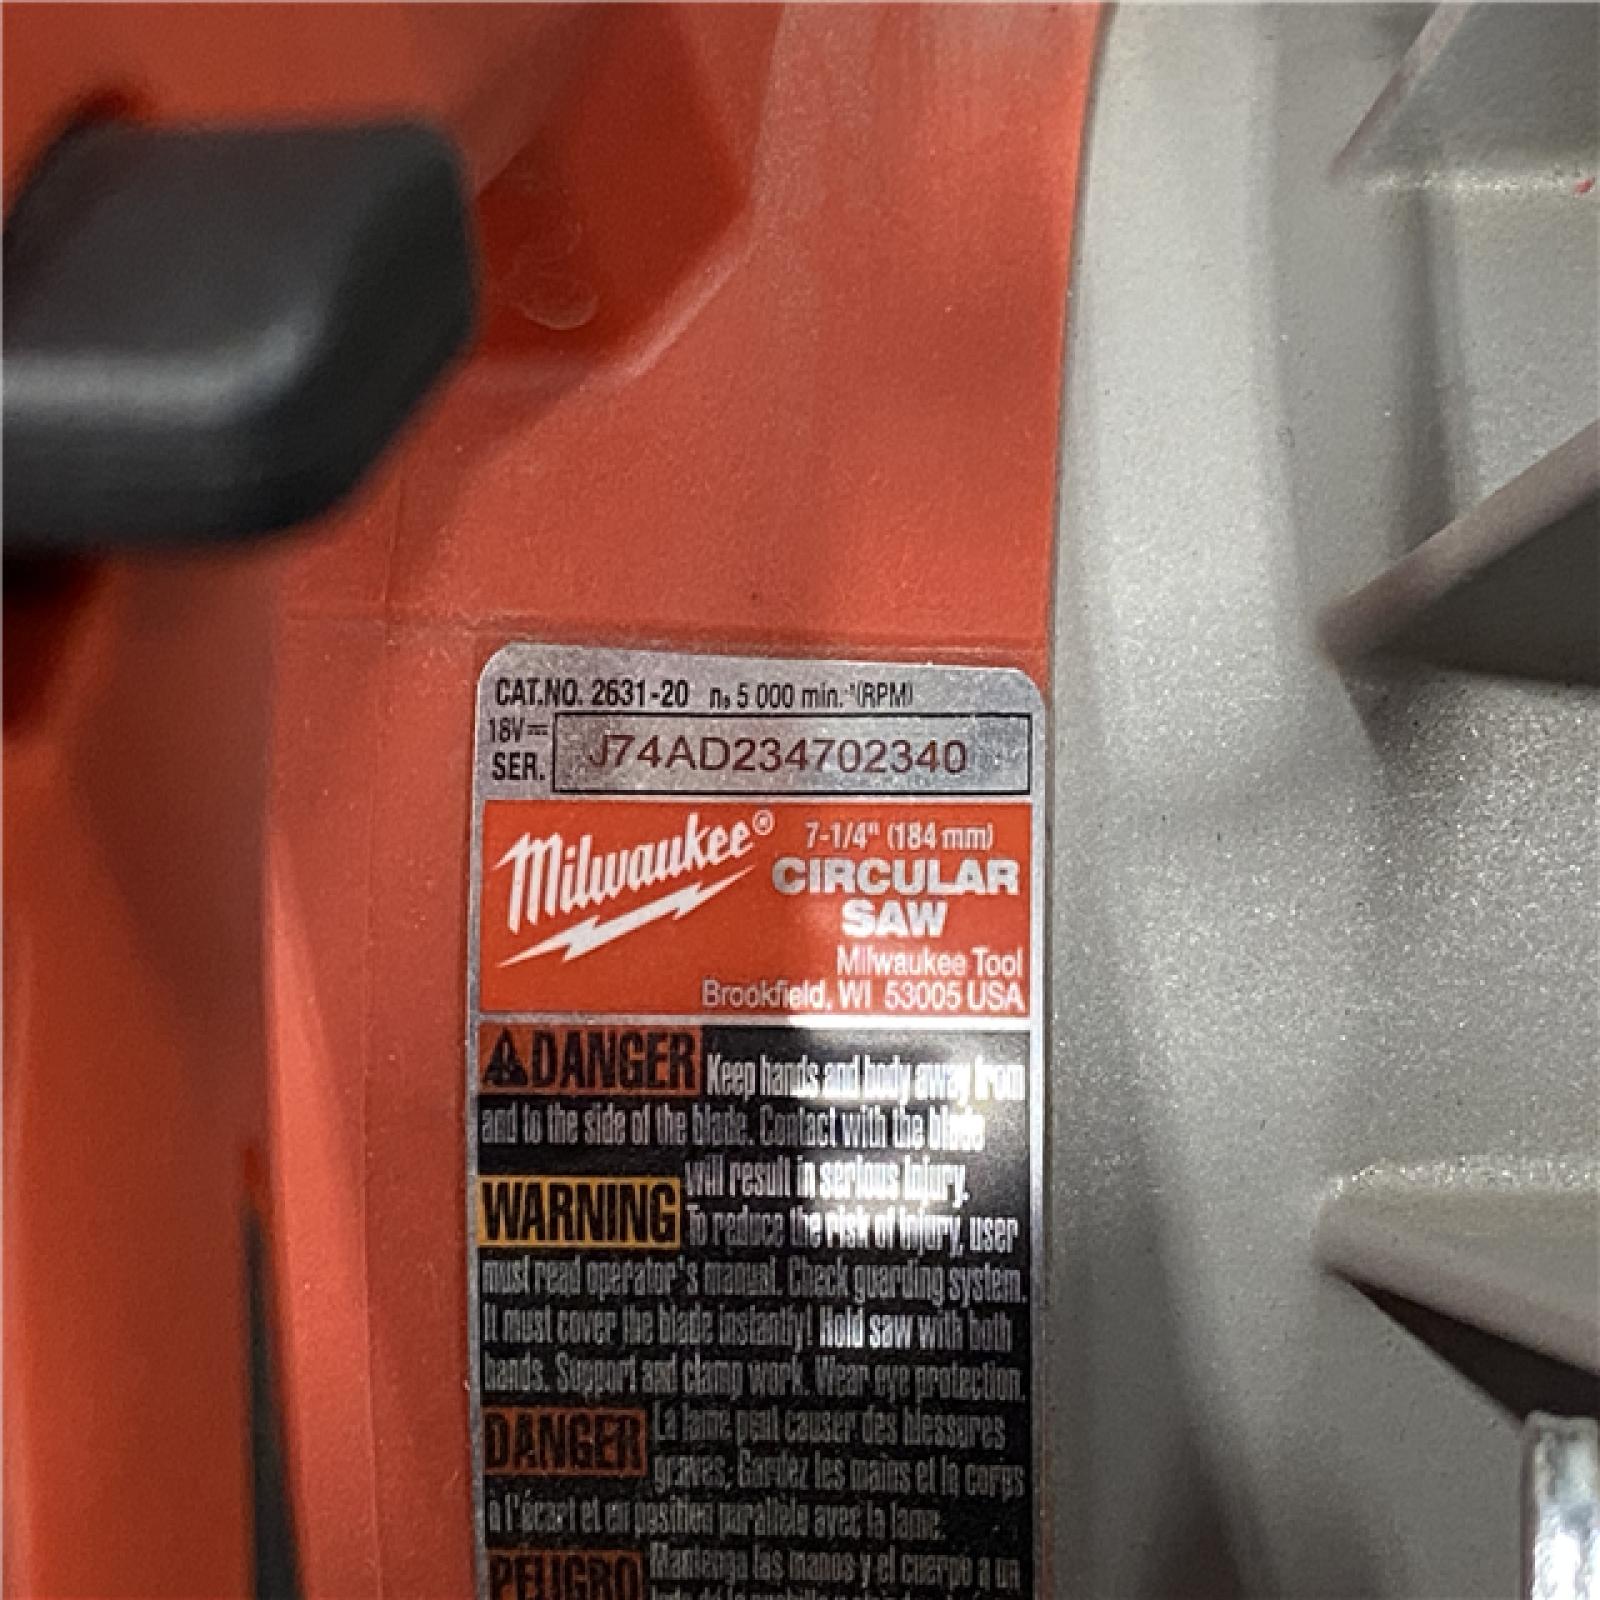 CAT.NO. 2631-20 n₀ 5 000 min.⁻¹(RPM)
18V⎓
SER. J74AD234702340
Milwaukee® 7-1/4" (184 mm)
CIRCULAR
SAW
Milwaukee Tool
Brookfield, WI 53005 USA
DANGER Keep hands and body away from
and to the side of the blade. Contact with the blade
will result in serious injury.
WARNING To reduce the risk of injury, user
must read operator's manual. Check guarding system.
It must cover the blade instantly! Hold saw with both
hands. Support and clamp work. Wear eye protection.
DANGER La lame peut causer des blessures
graves; Gardez les mains et le corps
à l'écart et en position parallèle avec la lame.
PELIGRO Mantenga las manos y el cuerpo a un